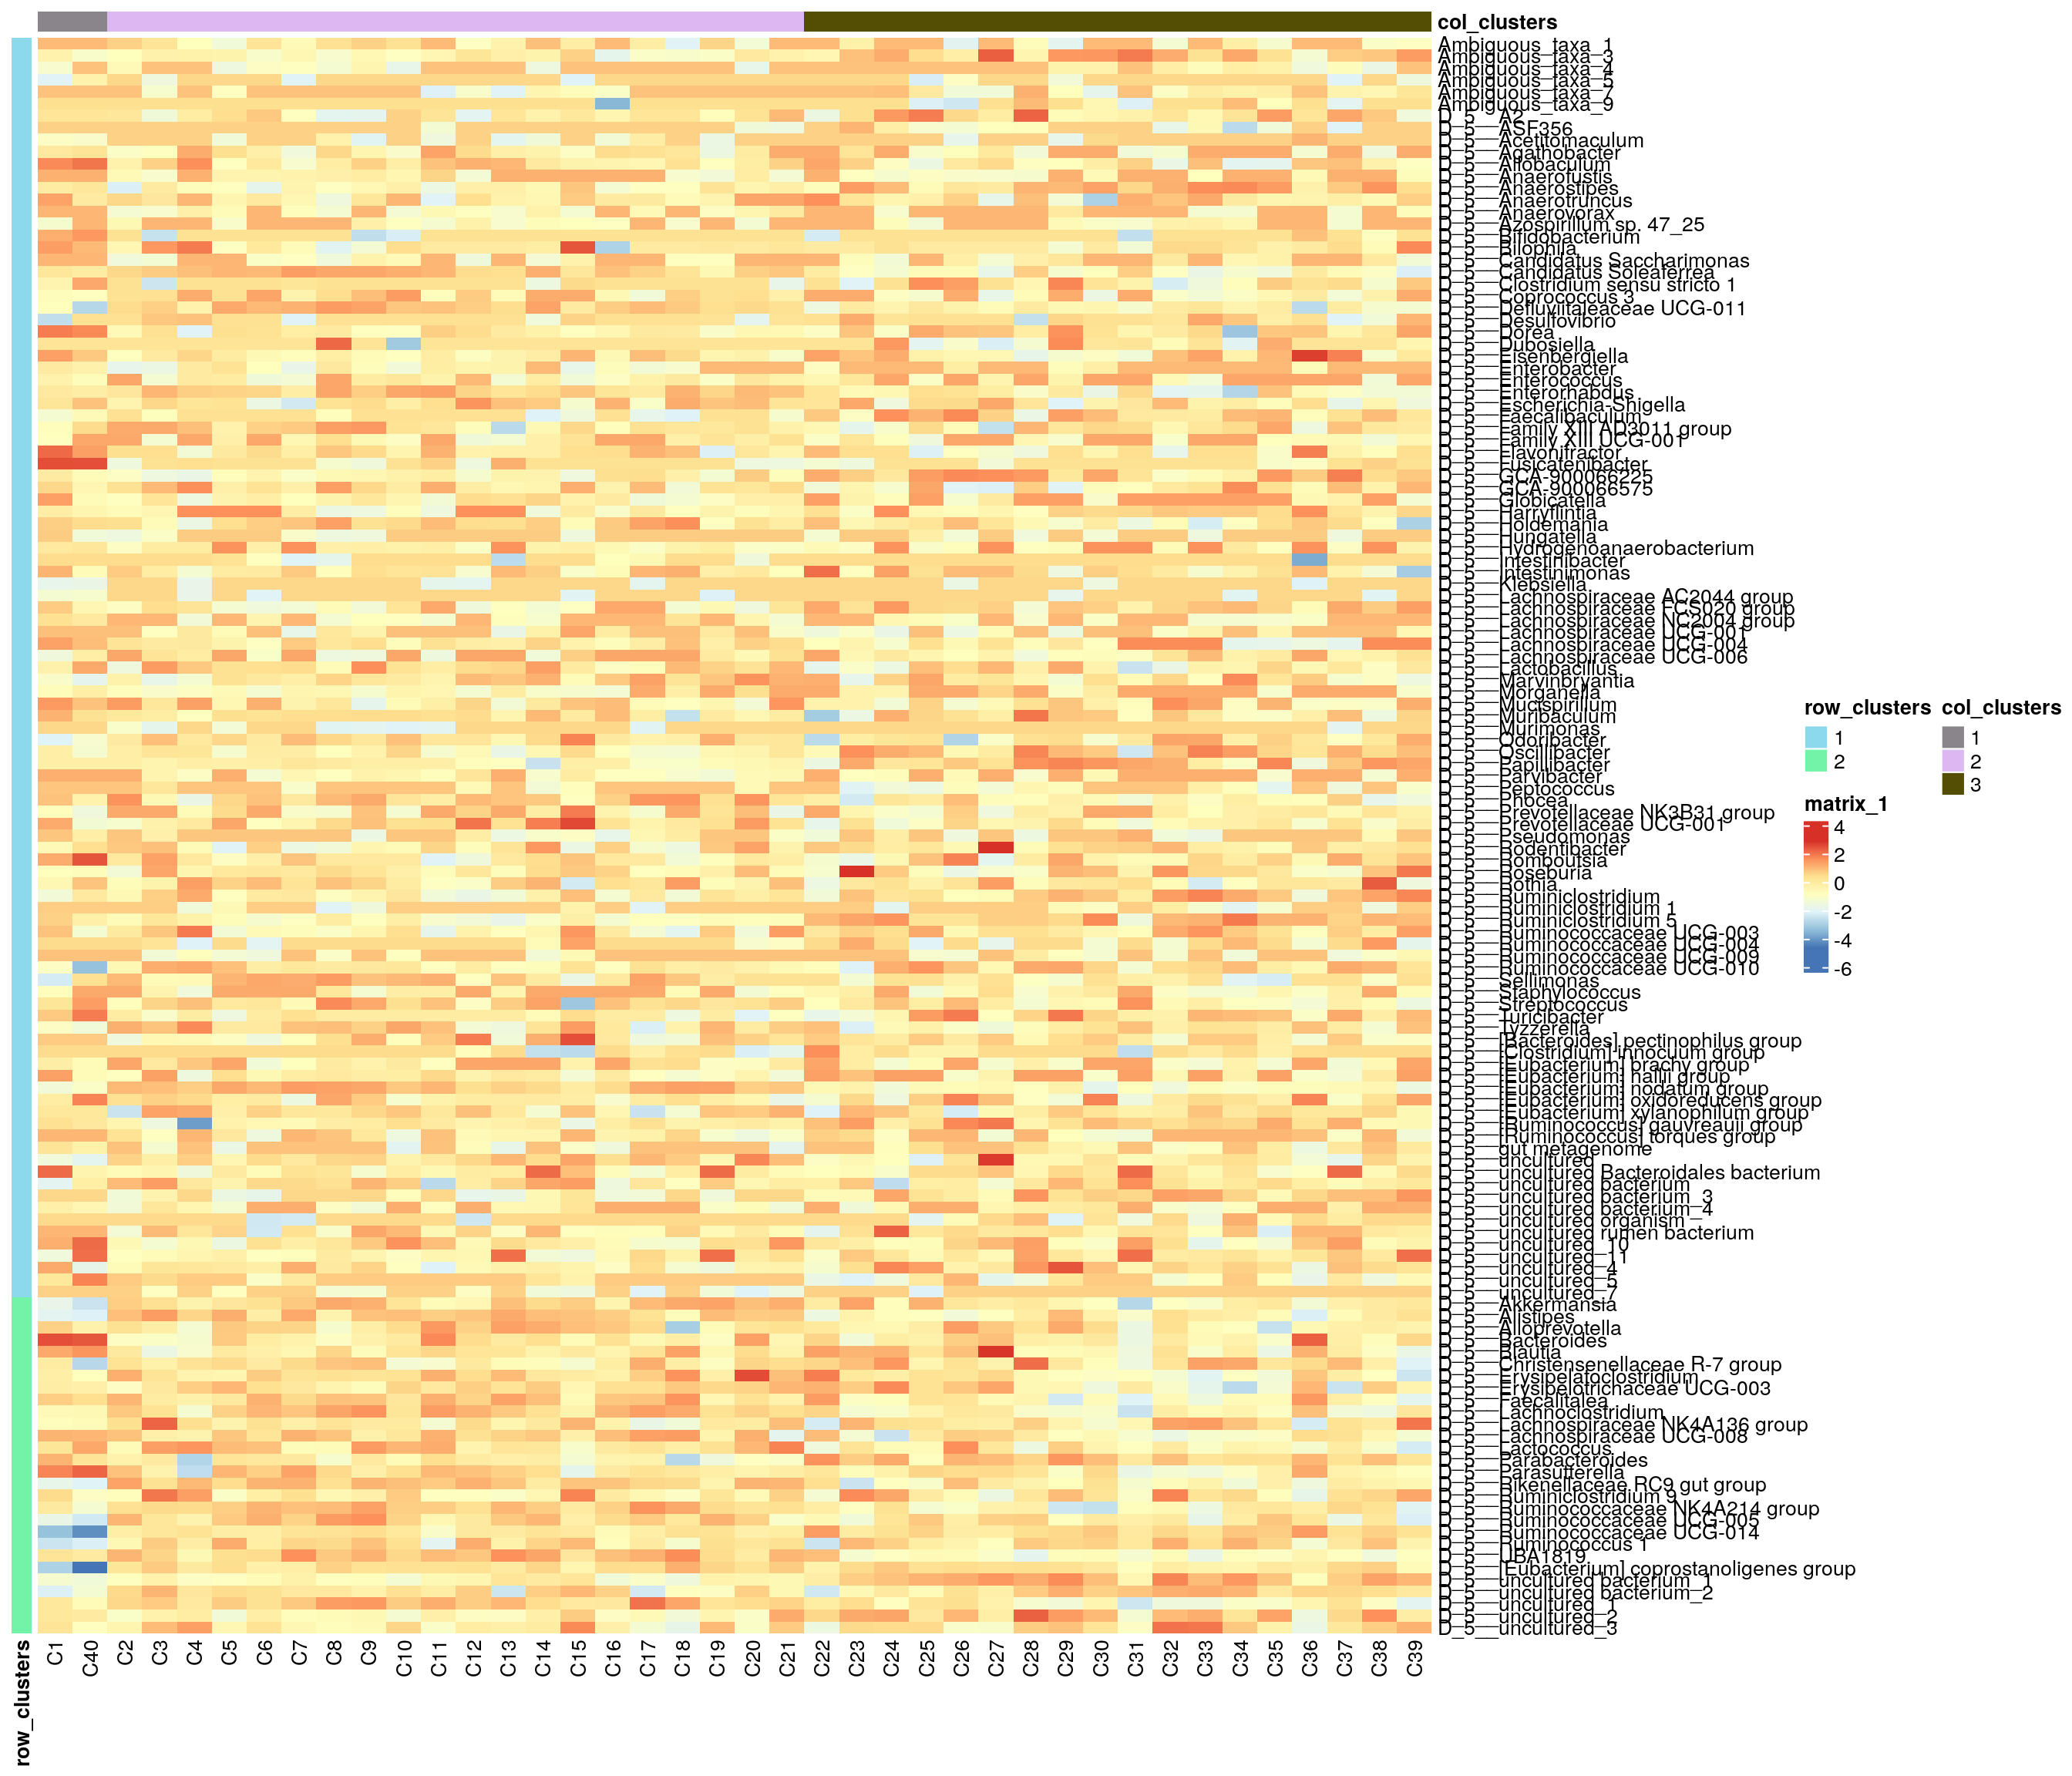 col_clusters
Ambiguous_taxa_1
Ambiguous_taxa_3
Ambiguous_taxa_4
Ambiguous_taxa_5
Ambiguous_taxa_7
Ambiguous_taxa_9
D_5__A2
D_5__ASF356
D_5__Acetitomaculum
D_5__Agathobacter
D_5__Allobaculum
D_5__Anaerofustis
D_5__Anaerostipes
D_5__Anaerotruncus
D_5__Anaerovorax
D_5__Azospirillum sp. 47_25
D_5__Bifidobacterium
D_5__Bilophila
D_5__Candidatus Saccharimonas
D_5__Candidatus Soleaferrea
D_5__Clostridium sensu stricto 1
D_5__Coprococcus 3
D_5__Defluviitaleaceae UCG-011
D_5__Desulfovibrio
D_5__Dorea
D_5__Dubosiella
D_5__Eisenbergiella
D_5__Enterobacter
D_5__Enterococcus
D_5__Enterorhabdus
D_5__Escherichia-Shigella
D_5__Faecalibaculum
D_5__Family XIII AD3011 group
D_5__Family XIII UCG-001
D_5__Flavonifractor
D_5__Fusicatenibacter
D_5__GCA-900066225
D_5__GCA-900066575
D_5__Globicatella
D_5__Harryflintia
D_5__Holdemania
D_5__Hungatella
D_5__Hydrogenoanaerobacterium
D_5__Intestinibacter
D_5__Intestinimonas
D_5__Klebsiella
D_5__Lachnospiraceae AC2044 group
D_5__Lachnospiraceae FCS020 group
D_5__Lachnospiraceae NC2004 group
D_5__Lachnospiraceae UCG-001
D_5__Lachnospiraceae UCG-004
D_5__Lachnospiraceae UCG-006
D_5__Lactobacillus
D_5__Marvinbryantia
D_5__Morganella
D_5__Mucispirillum
D_5__Muribaculum
D_5__Murimonas
D_5__Odoribacter
D_5__Oscillibacter
D_5__Papillibacter
D_5__Parvibacter
D_5__Peptococcus
D_5__Phocea
D_5__Prevotellaceae NK3B31 group
D_5__Prevotellaceae UCG-001
D_5__Pseudomonas
D_5__Rodentibacter
D_5__Romboutsia
D_5__Roseburia
D_5__Rothia
D_5__Ruminiclostridium
D_5__Ruminiclostridium 1
D_5__Ruminiclostridium 5
D_5__Ruminococcaceae UCG-003
D_5__Ruminococcaceae UCG-004
D_5__Ruminococcaceae UCG-009
D_5__Ruminococcaceae UCG-010
D_5__Sellimonas
D_5__Staphylococcus
D_5__Streptococcus
D_5__Turicibacter
D_5__Tyzzerella
D_5__[Bacteroides] pectinophilus group
D_5__[Clostridium] innocuum group
D_5__[Eubacterium] brachy group
D_5__[Eubacterium] hallii group
D_5__[Eubacterium] nodatum group
D_5__[Eubacterium] oxidoreducens group
D_5__[Eubacterium] xylanophilum group
D_5__[Ruminococcus] gauvreauii group
D_5__[Ruminococcus] torques group
D_5__gut metagenome
D_5__uncultured
D_5__uncultured Bacteroidales bacterium
D_5__uncultured bacterium
D_5__uncultured bacterium_3
D_5__uncultured bacterium_4
D_5__uncultured organism
D_5__uncultured rumen bacterium
D_5__uncultured_10
D_5__uncultured_11
D_5__uncultured_4
D_5__uncultured_5
D_5__uncultured_7
D_5__Akkermansia
D_5__Alistipes
D_5__Alloprevotella
D_5__Bacteroides
D_5__Blautia
D_5__Christensenellaceae R-7 group
D_5__Erysipelatoclostridium
D_5__Erysipelotrichaceae UCG-003
D_5__Faecalitalea
D_5__Lachnoclostridium
D_5__Lachnospiraceae NK4A136 group
D_5__Lachnospiraceae UCG-008
D_5__Lactococcus
D_5__Parabacteroides
D_5__Parasutterella
D_5__Rikenellaceae RC9 gut group
D_5__Ruminiclostridium 9
D_5__Ruminococcaceae NK4A214 group
D_5__Ruminococcaceae UCG-005
D_5__Ruminococcaceae UCG-014
D_5__Ruminococcus 1
D_5__UBA1819
D_5__[Eubacterium] coprostanoligenes group
D_5__uncultured bacterium_1
D_5__uncultured bacterium_2
D_5__uncultured_1
D_5__uncultured_2
D_5__uncultured_3
row_clusters
C1 C40 C2 C3 C4 C5 C6 C7 C8 C9 C10 C11 C12 C13 C14 C15 C16 C17 C18 C19 C20 C21 C22 C23 C24 C25 C26 C27 C28 C29 C30 C31 C32 C33 C34 C35 C36 C37 C38 C39
row_clusters
1
2
col_clusters
1
2
3
matrix_1
4
2
0
-2
-4
-6